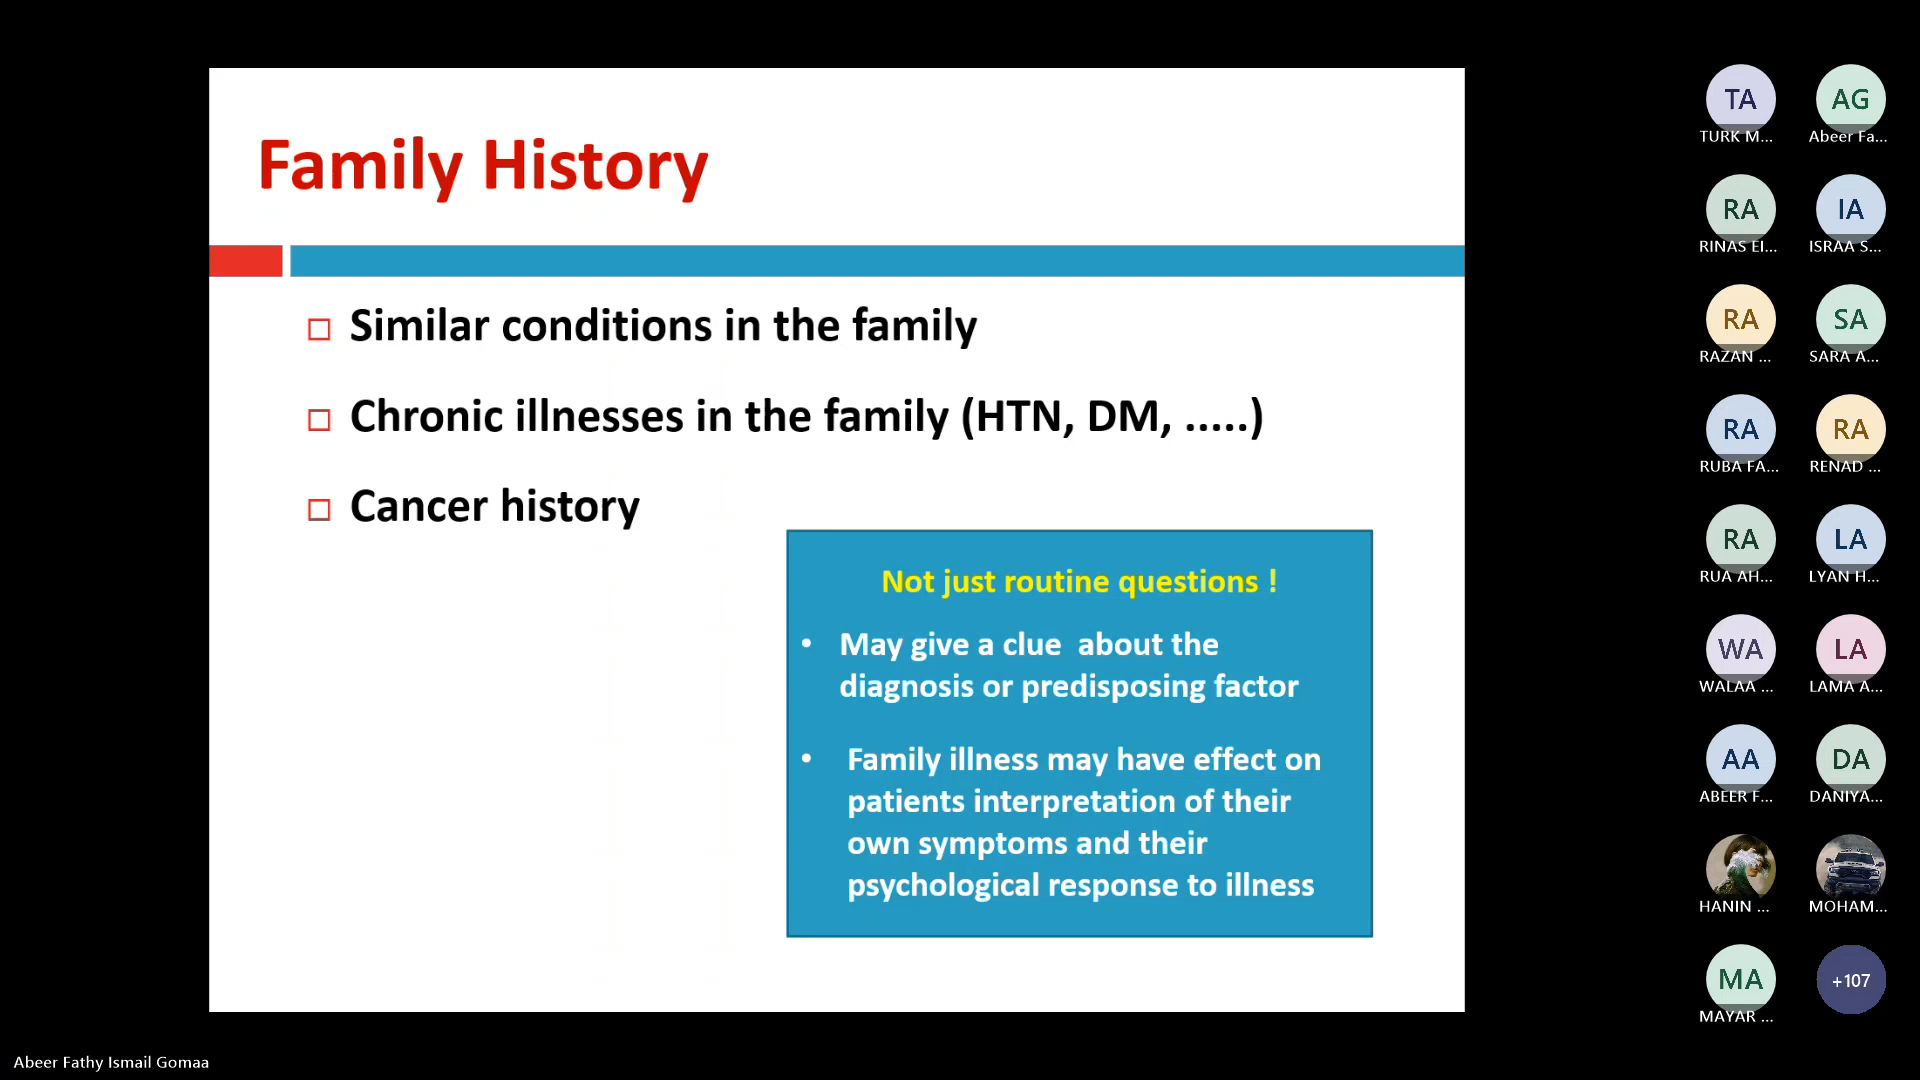 Family History
□ Similar conditions in the family
□ Chronic illnesses in the family (HTN, DM, .....)
□ Cancer history
Not just routine questions !
• May give a clue about the
diagnosis or predisposing factor
• Family illness may have effect on
patients interpretation of their
own symptoms and their
psychological response to illness
TA
TURK M...
AG
Abeer Fa...
RA
RINAS EI...
IA
ISRAA S...
RA
RAZAN ...
SA
SARA A...
RA
RUBA FA...
RA
RENAD ...
RA
RUA AH...
LA
LYAN H...
WA
WALAA ...
LA
LAMA A...
AA
ABEER F...
DA
DANIYA...
HANIN ...
MOHAM...
MA
MAYAR ...
+107
Abeer Fathy Ismail Gomaa